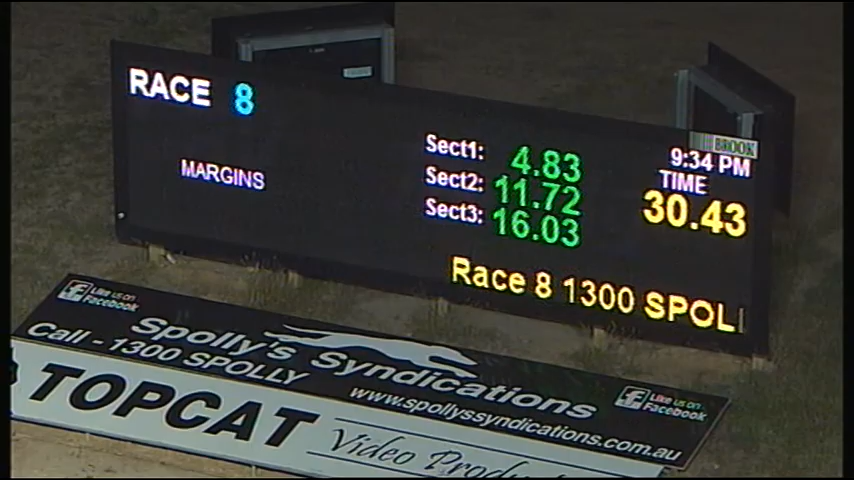 RACE 8
BROOK
9:34 PM
MARGINS
Sect1: 4.83
Sect2: 11.72
Sect3: 16.03
TIME
30.43
Race 8 1300 SPOL
Like us on
Facebook
Spolly's Syndications
Call - 1300 SPOLLY
www.spollyssyndications.com.au
Like us on
Facebook
TOPCAT
Video